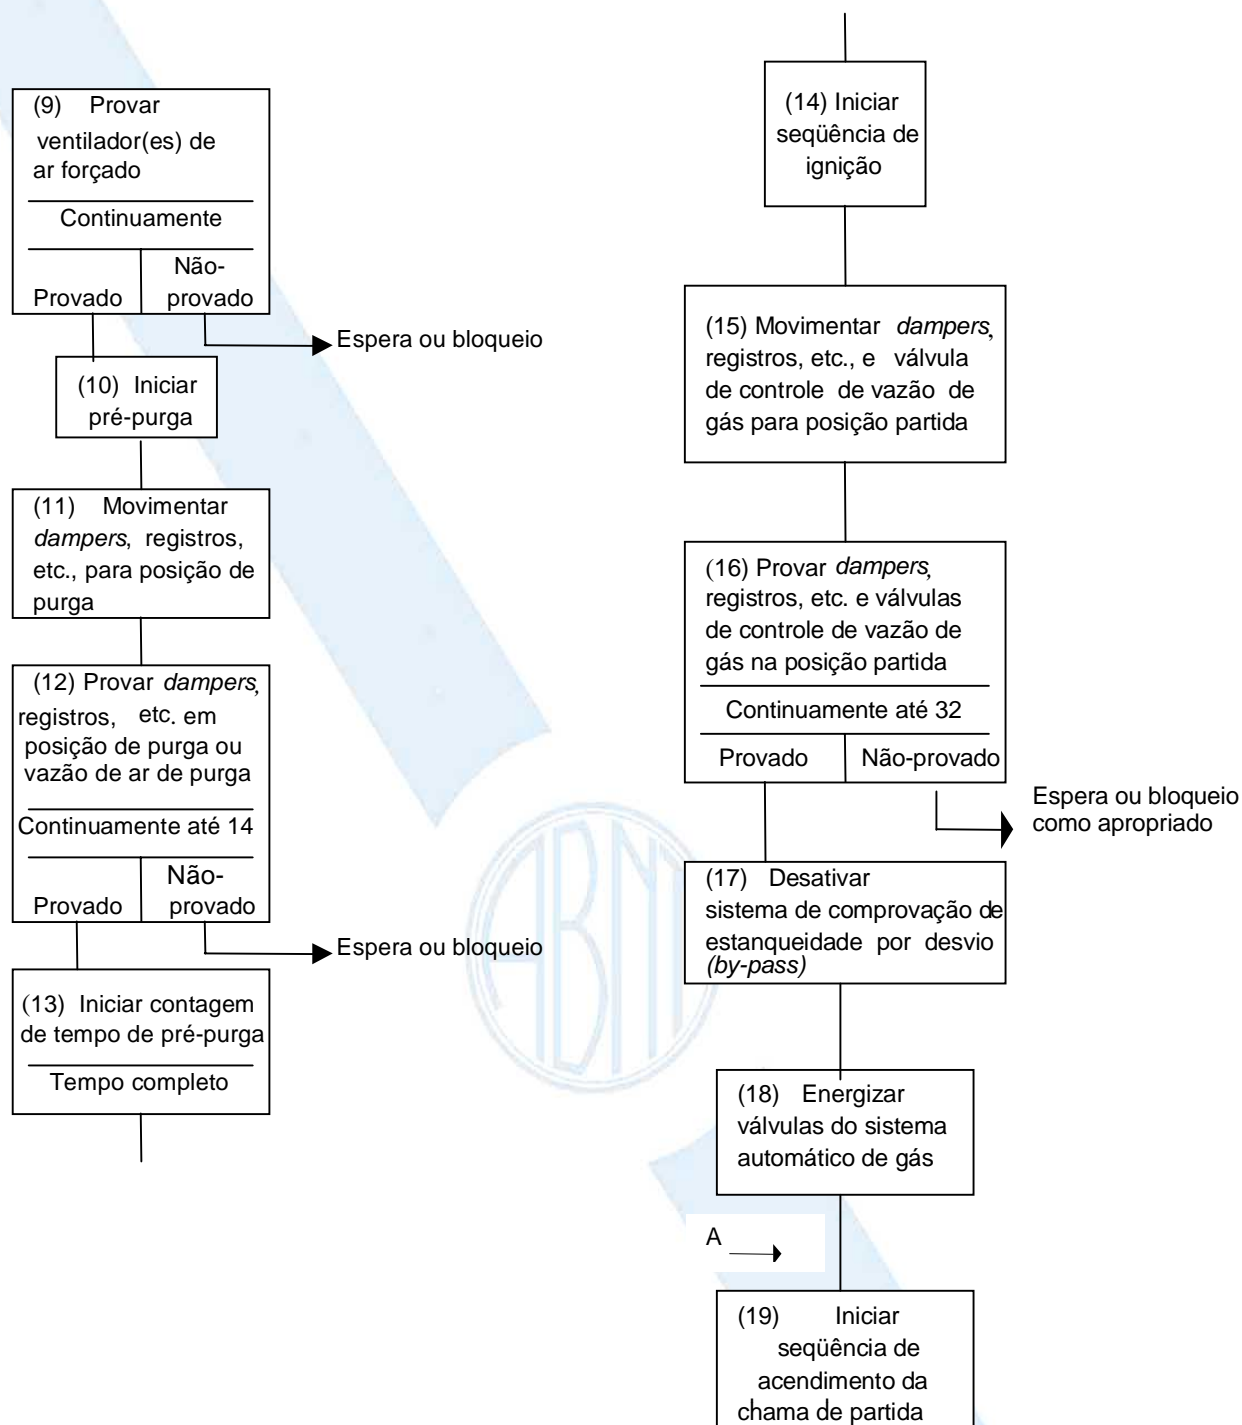 (9) Provar
ventilador(es) de
ar forçado
Continuamente
Provado
Não-
provado
Espera ou bloqueio
(10) Iniciar
pré-purga
(11) Movimentar
dampers, registros,
etc., para posição de
purga
(12) Provar dampers,
registros, etc. em
posição de purga ou
vazão de ar de purga
Continuamente até 14
Provado
Não-
provado
Espera ou bloqueio
(13) Iniciar contagem
de tempo de pré-purga
Tempo completo
(14) Iniciar
seqüência de
ignição
(15) Movimentar dampers,
registros, etc., e válvula
de controle de vazão de
gás para posição partida
(16) Provar dampers,
registros, etc. e válvulas
de controle de vazão de
gás na posição partida
Continuamente até 32
Provado
Não-provado
Espera ou bloqueio
como apropriado
(17) Desativar
sistema de comprovação de
estanqueidade por desvio
(by-pass)
(18) Energizar
válvulas do sistema
automático de gás
A
(19) Iniciar
seqüência de
acendimento da
chama de partida
ABNT